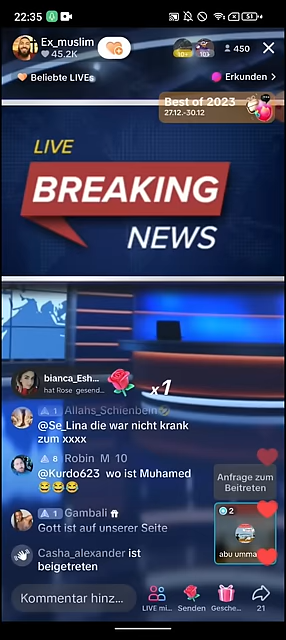 22:35
51
Ex_muslim
45.2K
450
Beliebte LIVEs
Erkunden
Best of 2023
27.12.-30.12
LIVE
BREAKING
NEWS
bianca_Esh...
hat Rose gesend...
x1
1 Allahs_Schienbein
@Se_Lina die war nicht krank
zum xxxx
8 Robin M 10
@Kurdo623 wo ist Muhamed
😂😂😂
1 Gambali
Gott ist auf unserer Seite
Casha_alexander ist
beigetreten
Anfrage zum
Beitreten
2
abu umma
Kommentar hinz...
LIVE mi...
Senden
Gesche...
21